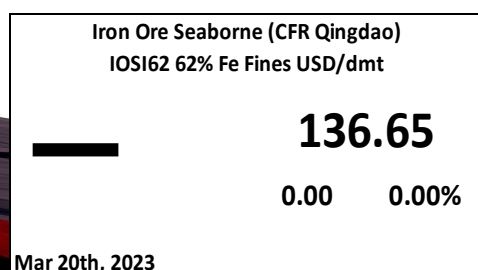 Iron Ore Seaborne (CFR Qingdao)
IOSI62 62% Fe Fines USD/dmt
136.65
0.00 0.00%
Mar 20th, 2023